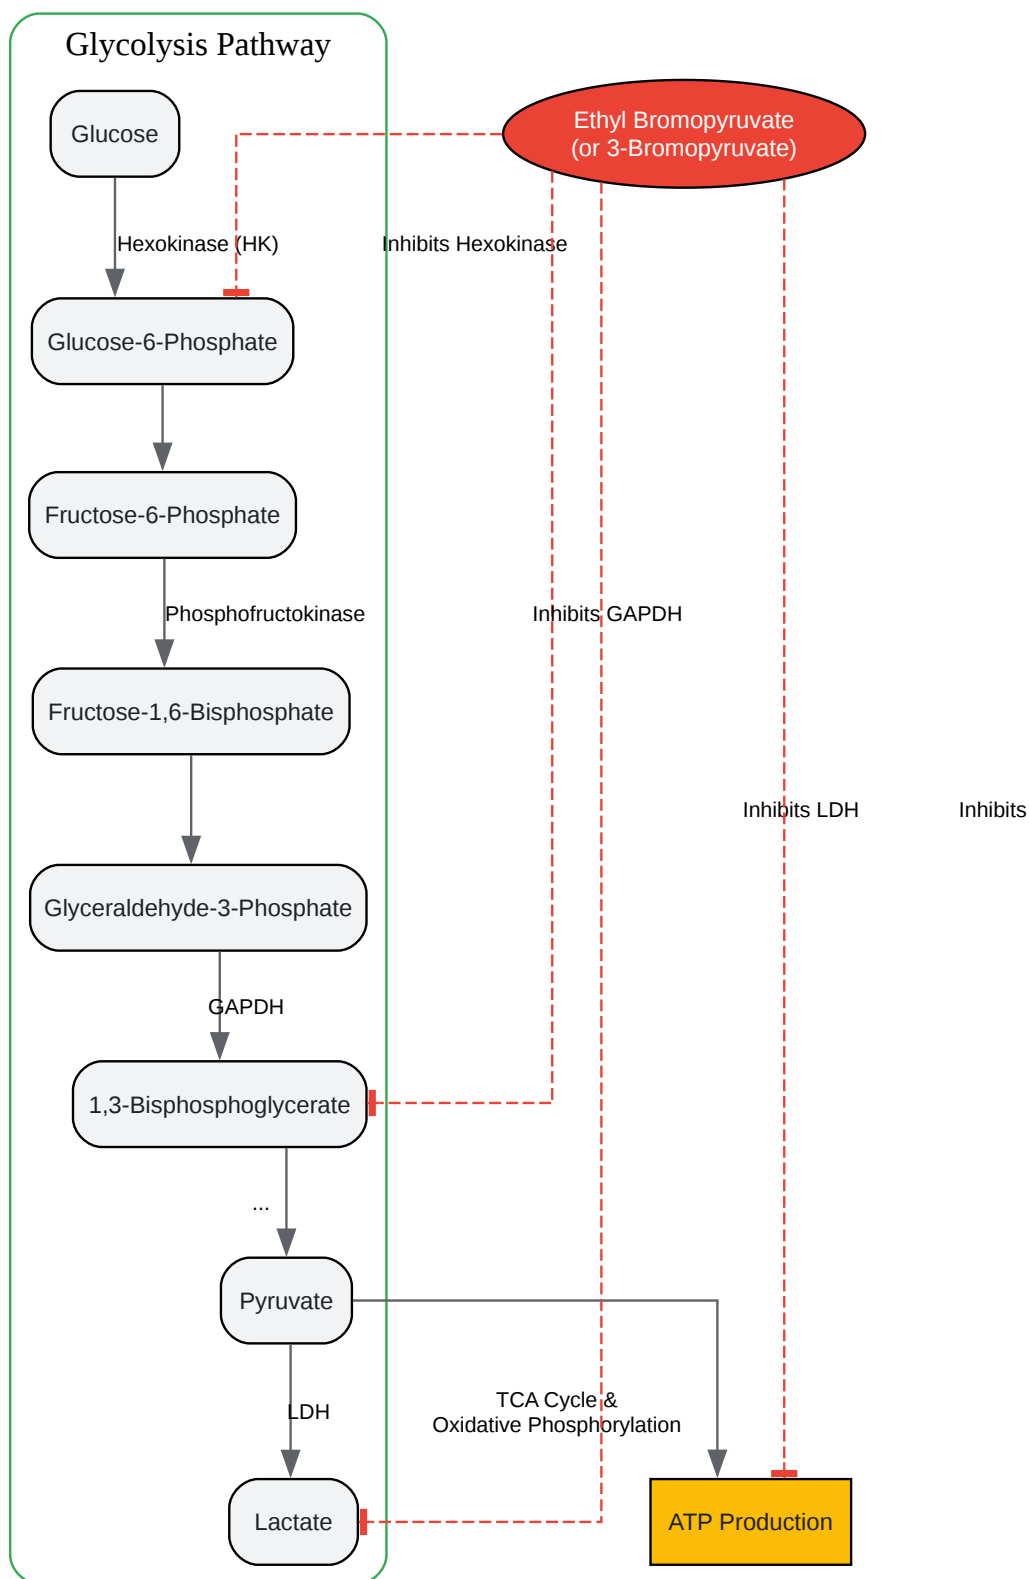 Glycolysis Pathway
Glucose
Ethyl Bromopyruvate
(or 3-Bromopyruvate)
Hexokinase (HK)
Inhibits Hexokinase
Glucose-6-Phosphate
Fructose-6-Phosphate
Phosphofructokinase
Inhibits GAPDH
Fructose-1,6-Bisphosphate
Inhibits LDH
Inhibits
Glyceraldehyde-3-Phosphate
GAPDH
1,3-Bisphosphoglycerate
...
Pyruvate
TCA Cycle &
Oxidative Phosphorylation
LDH
Lactate
ATP Production